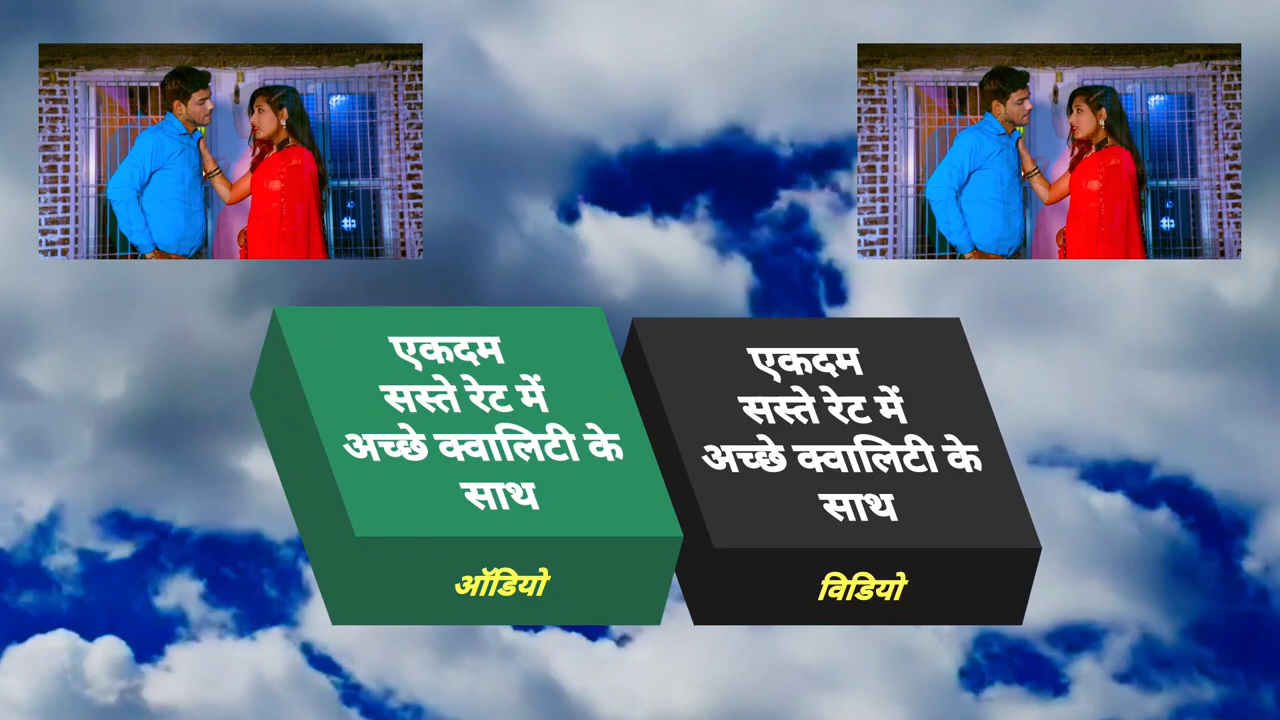 एकदम
सस्ते रेट में
अच्छे क्वालिटी के
साथ
ऑडियो
एकदम
सस्ते रेट में
अच्छे क्वालिटी के
साथ
विडियो